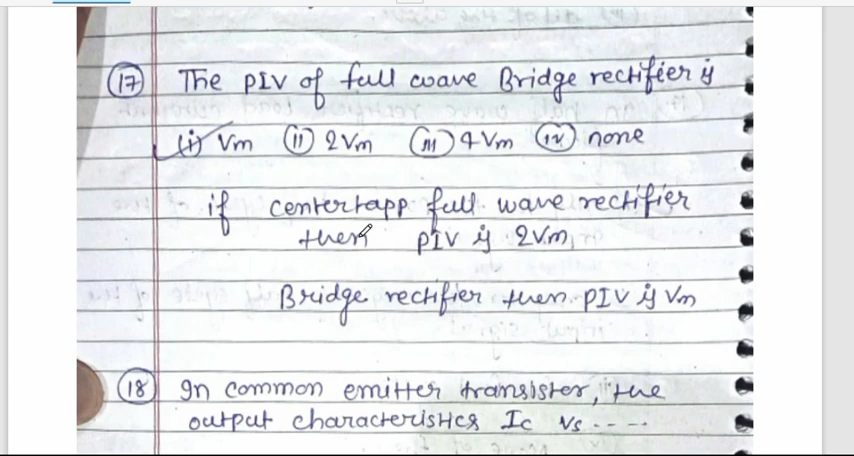 17 The PIV of full wave Bridge rectifier is
(i) Vm (ii) 2Vm (iii) 4Vm (iv) none
if centertapp full wave rectifier
then PIV is 2Vm
Bridge rectifier then PIV is Vm
18 In common emitter transister, the
output characteristics Ic vs ----